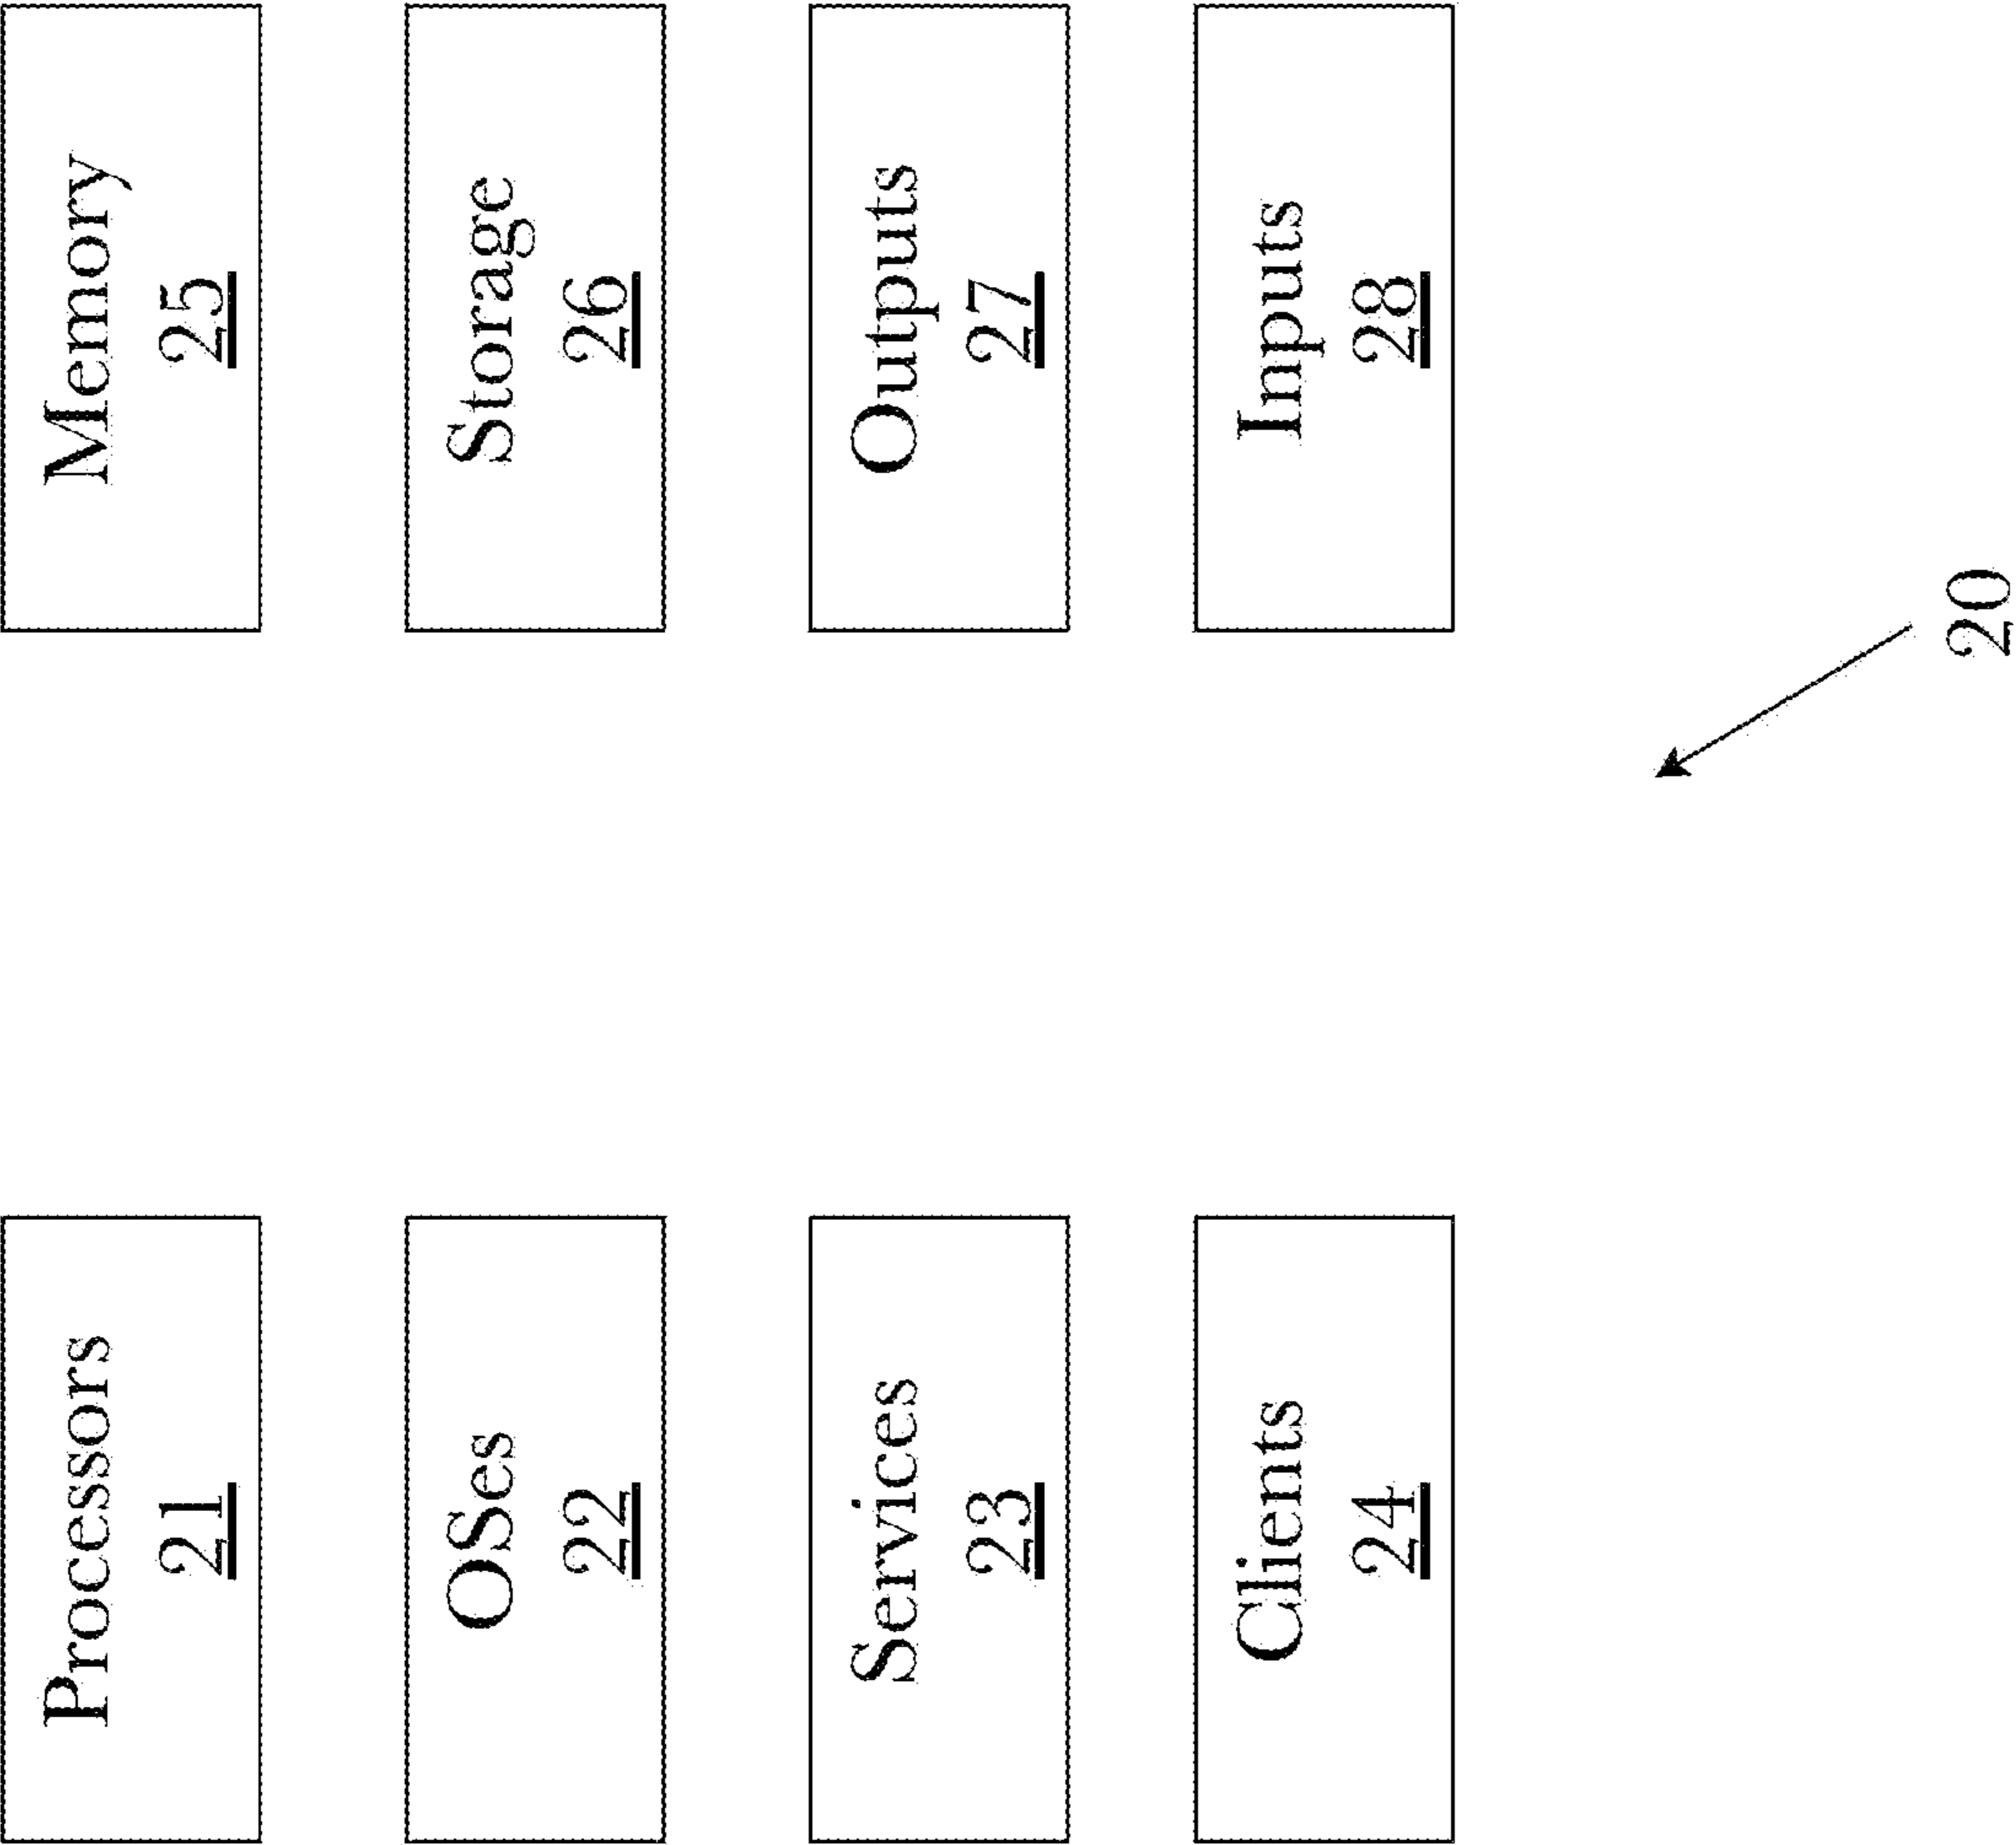 Processors
21
Memory
25
OSes
22
Storage
26
Services
23
Outputs
27
Clients
24
Inputs
28
20